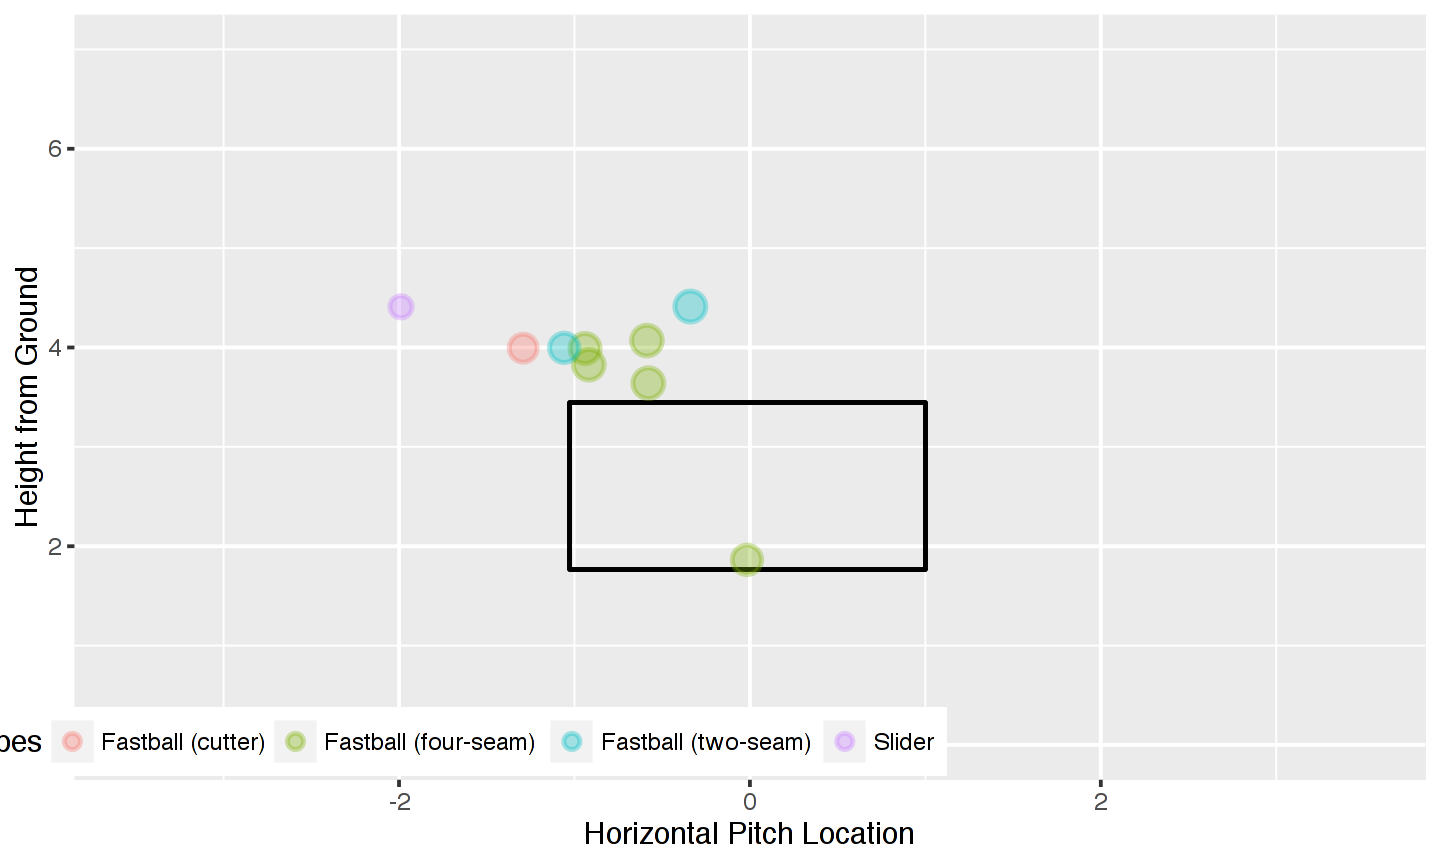 Height from Ground
6
4
2
-2
0
2
Horizontal Pitch Location
Fastball (cutter)
Fastball (four-seam)
Fastball (two-seam)
Slider